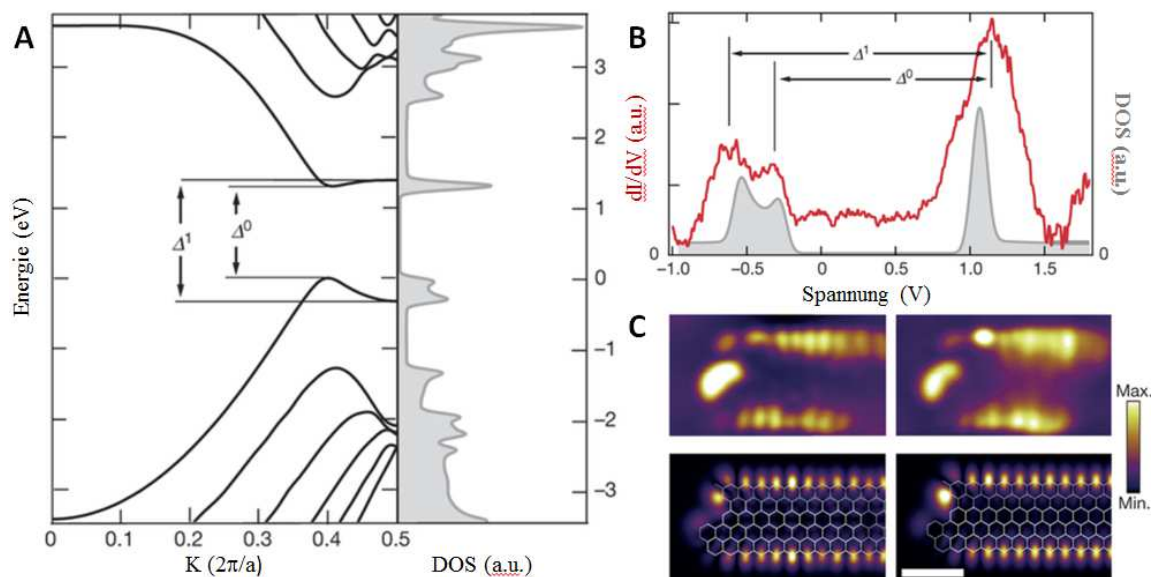 A
Energie (eV)
3
2
1
0
−1
−2
−3
Δ¹
Δ⁰
0
0.1
0.2
0.3
0.4
0.5
K (2π/a)
DOS (a.u.)
B
Δ¹
Δ⁰
dI/dV (a.u.)
DOS (a.u.)
0
0
−1.0
−0.5
0
0.5
1.0
1.5
Spannung (V)
C
Max.
Min.